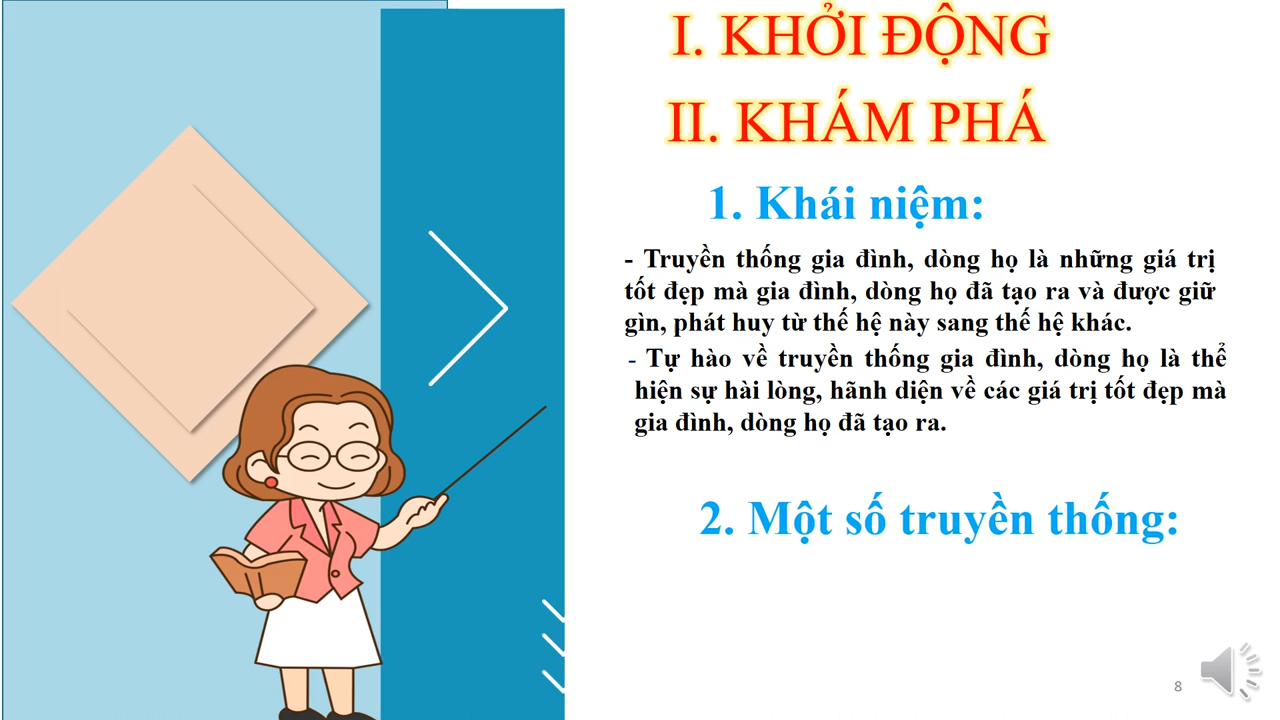 I. KHỞI ĐỘNG
II. KHÁM PHÁ
1. Khái niệm:
- Truyền thống gia đình, dòng họ là những giá trị
tốt đẹp mà gia đình, dòng họ đã tạo ra và được giữ
gìn, phát huy từ thế hệ này sang thế hệ khác.
- Tự hào về truyền thống gia đình, dòng họ là thể
hiện sự hài lòng, hãnh diện về các giá trị tốt đẹp mà
gia đình, dòng họ đã tạo ra.
2. Một số truyền thống:
8